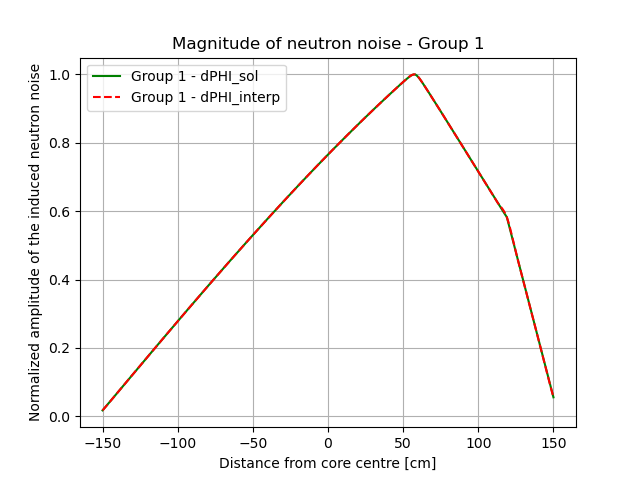 Magnitude of neutron noise - Group 1
Normalized amplitude of the induced neutron noise
1.0
0.8
0.6
0.4
0.2
0.0
Group 1 - dPHI_sol
Group 1 - dPHI_interp
−150
−100
−50
0
50
100
150
Distance from core centre [cm]